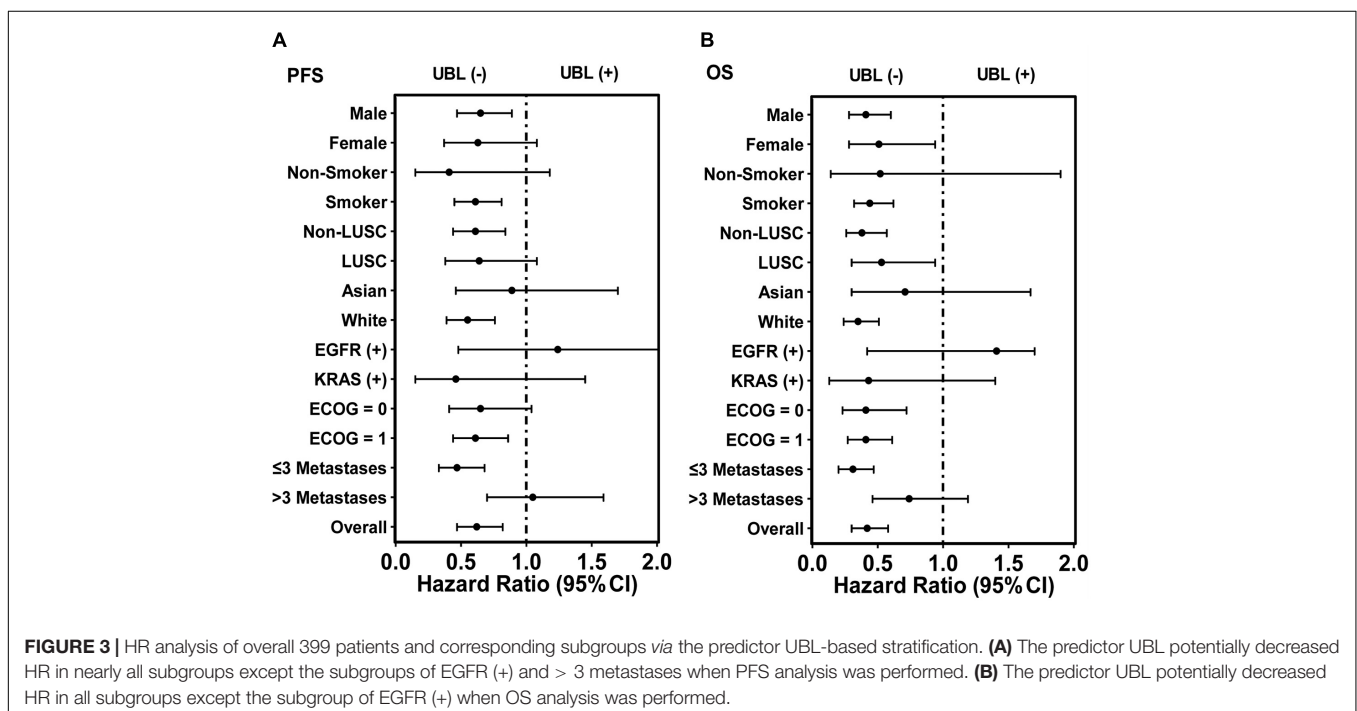 A
PFS
UBL (-)
UBL (+)
Male
Female
Non-Smoker
Smoker
Non-LUSC
LUSC
Asian
White
EGFR (+)
KRAS (+)
ECOG = 0
ECOG = 1
≤3 Metastases
>3 Metastases
Overall
0.0 0.5 1.0 1.5 2.0
Hazard Ratio (95% CI)
B
OS
UBL (-)
UBL (+)
Male
Female
Non-Smoker
Smoker
Non-LUSC
LUSC
Asian
White
EGFR (+)
KRAS (+)
ECOG = 0
ECOG = 1
≤3 Metastases
>3 Metastases
Overall
0.0 0.5 1.0 1.5 2.0
Hazard Ratio (95% CI)
FIGURE 3 | HR analysis of overall 399 patients and corresponding subgroups via the predictor UBL-based stratification. (A) The predictor UBL potentially decreased
HR in nearly all subgroups except the subgroups of EGFR (+) and > 3 metastases when PFS analysis was performed. (B) The predictor UBL potentially decreased
HR in all subgroups except the subgroup of EGFR (+) when OS analysis was performed.